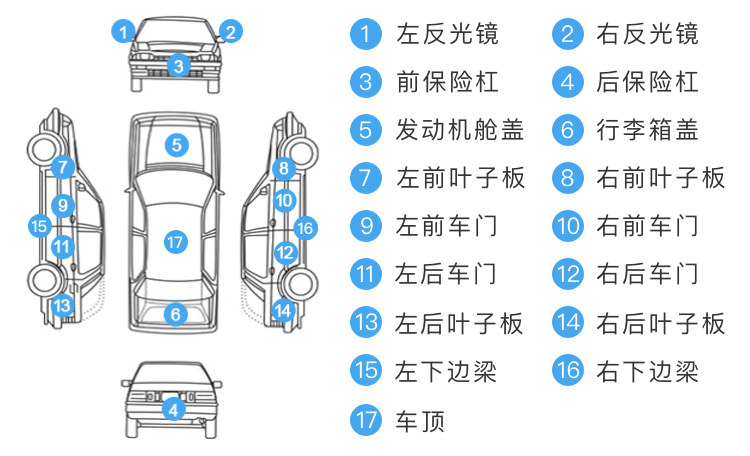 1 2
3
5
7 8
9 10
15 16
11 17 12
13 6 14
4
1 左反光镜 2 右反光镜
3 前保险杠 4 后保险杠
5 发动机舱盖 6 行李箱盖
7 左前叶子板 8 右前叶子板
9 左前车门 10 右前车门
11 左后车门 12 右后车门
13 左后叶子板 14 右后叶子板
15 左下边梁 16 右下边梁
17 车顶